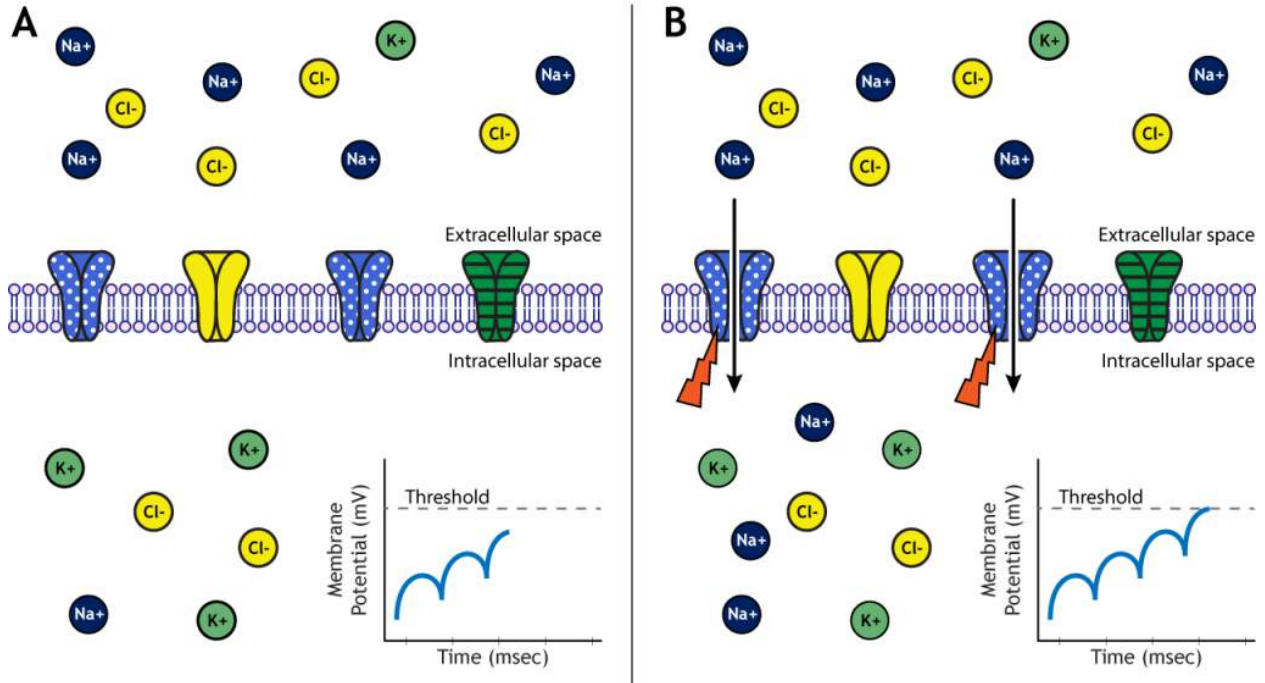 A
Na+
K+
Cl-
Na+
Na+
Cl-
Cl-
Na+
Cl-
Na+
Extracellular space
Intracellular space
K+
K+
Cl-
Cl-
Na+
K+
Threshold
Membrane
Potential (mV)
Time (msec)
B
Na+
K+
Cl-
Na+
Na+
Cl-
Cl-
Na+
Cl-
Na+
Extracellular space
Intracellular space
Na+
K+
K+
Cl-
Na+
Cl-
Na+
K+
Threshold
Membrane
Potential (mV)
Time (msec)